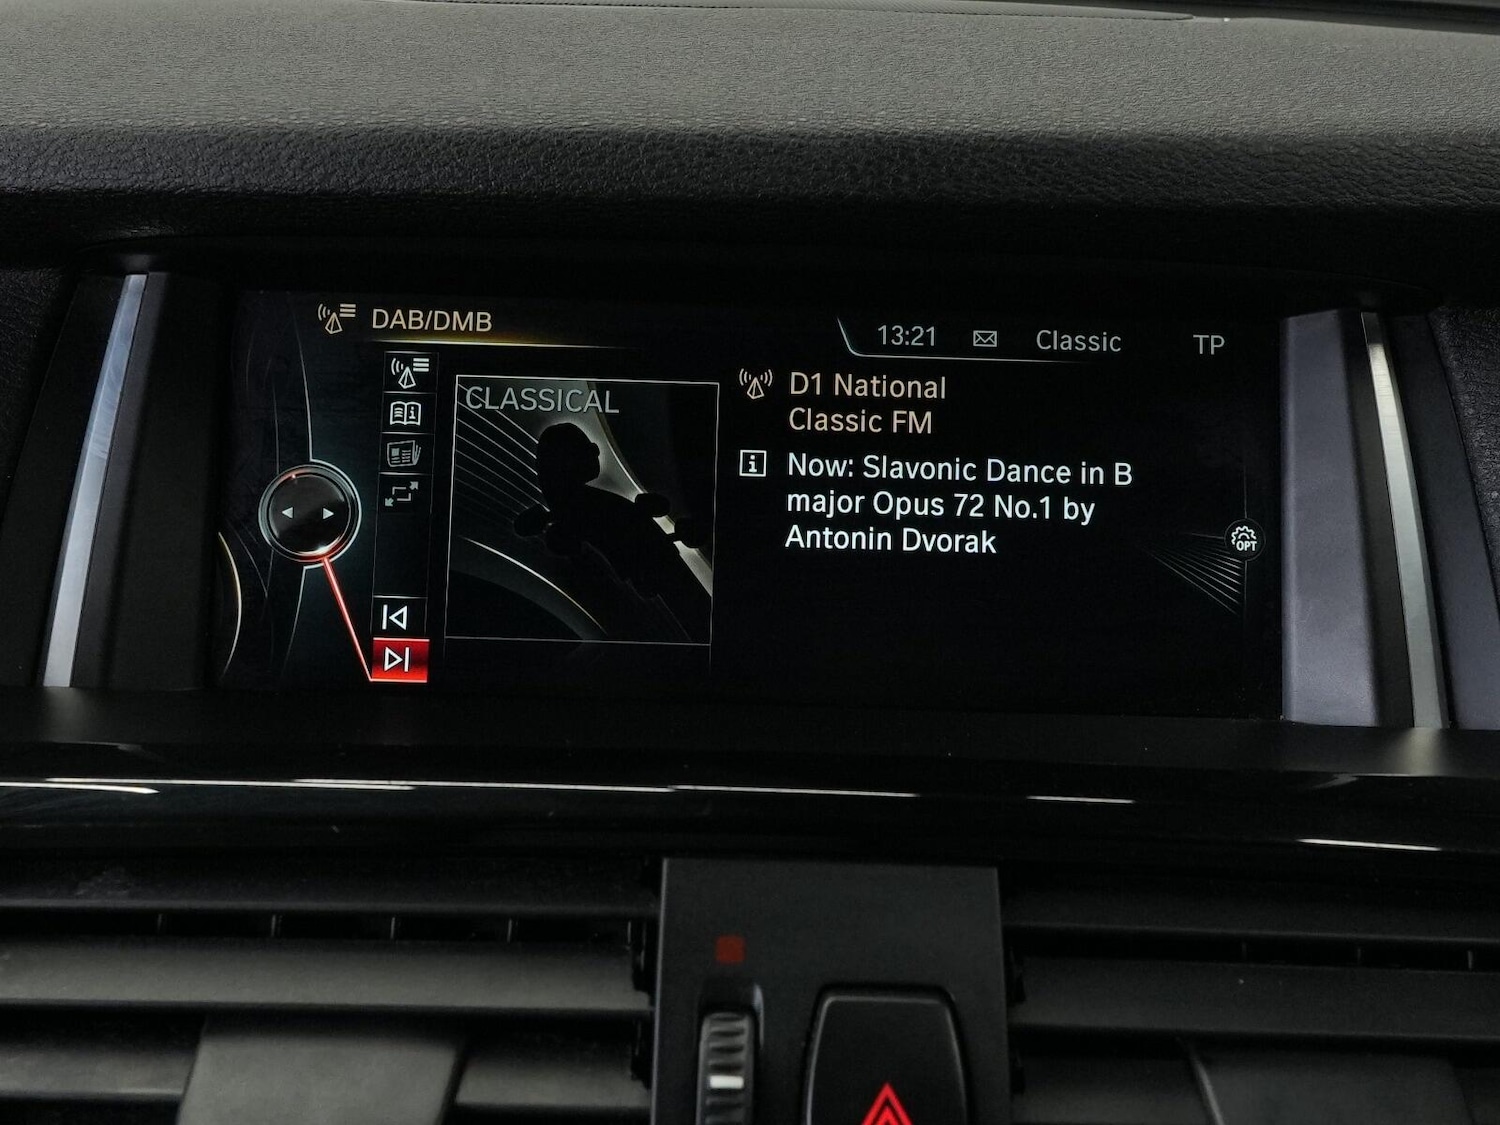 DAB/DMB
13:21 Classic TP
CLASSICAL
D1 National
Classic FM
Now: Slavonic Dance in B
major Opus 72 No.1 by
Antonin Dvorak
OPT